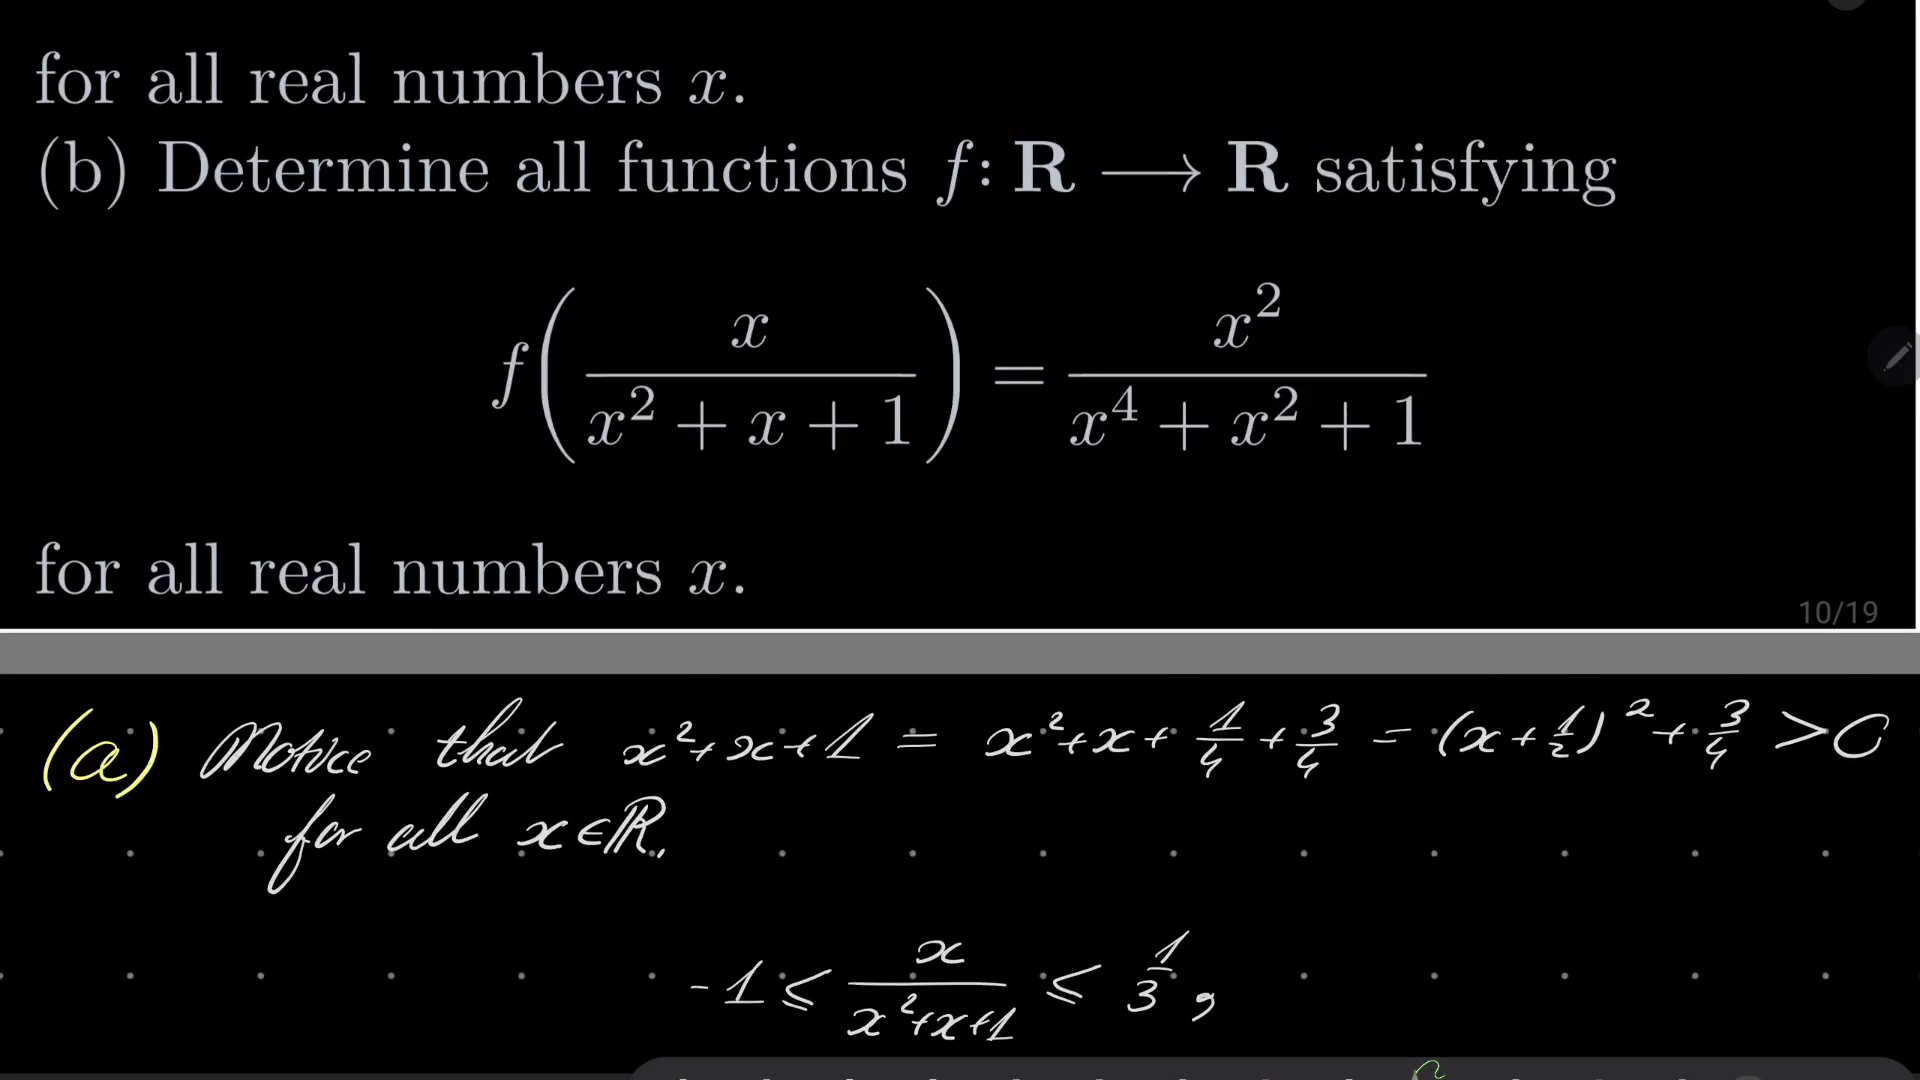 for all real numbers x.
(b) Determine all functions f: R ⟶ R satisfying
f(x/(x² + x + 1)) = x²/(x⁴ + x² + 1)
for all real numbers x.
10/19
(a) Notice that x²+x+1 = x²+x+1/4+3/4 = (x+1/2)²+3/4 >0
for all x∈ℝ.
-1 ≤ x/(x²+x+1) ≤ 1/3,